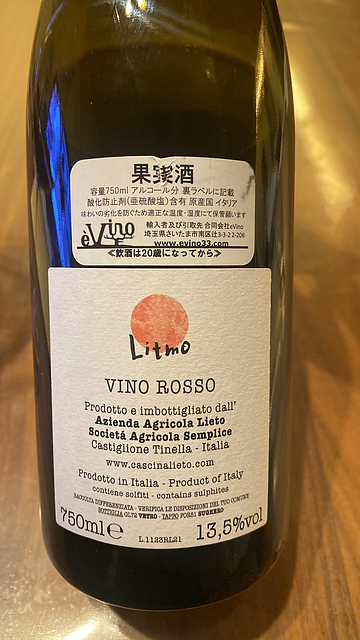 果実酒
容量750ml アルコール分 裏ラベルに記載
酸化防止剤(亜硫酸塩)含有 原産国 イタリア
味わいの劣化を防ぐため適正な温度・湿度にて保管願います
èVino
輸入者及び引取先 合同会社eVino
埼玉県さいたま市南区辻3-3-2 2-206
www.evino33.com
≪飲酒は20歳になってから≫
Litmo
VINO ROSSO
Prodotto e imbottigliato dall'
Azienda Agricola Lieto
Societá Agricola Semplice
Castiglione Tinella - Italia
www.cascinalieto.com
Prodotto in Italia - Product of Italy
contiene solfiti - contains sulphites
RACCOLTA DIFFERENZIATA - VERIFICA LE DISPOSIZIONI DEL TUO COMUNE
BOTTIGLIA GL72 VETRO - TAPPO FOR51 SUGHERO
750ml e
L.1123RL21
13,5%vol